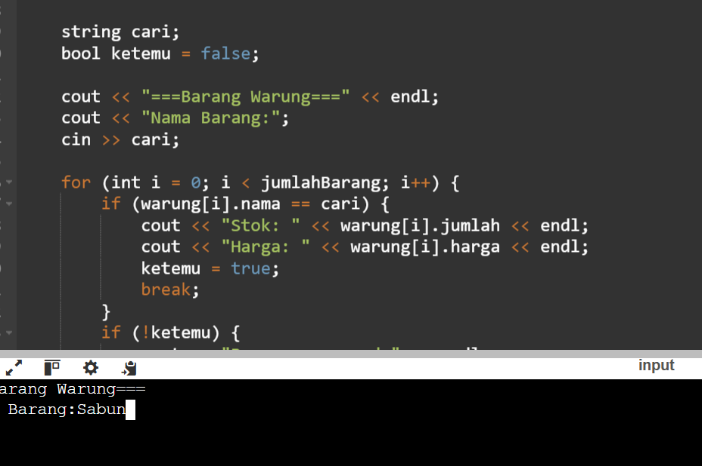 string cari;
bool ketemu = false;
cout << "===Barang Warung===" << endl;
cout << "Nama Barang:";
cin >> cari;
for (int i = 0; i < jumlahBarang; i++) {
if (warung[i].nama == cari) {
cout << "Stok: " << warung[i].jumlah << endl;
cout << "Harga: " << warung[i].harga << endl;
ketemu = true;
break;
}
if (!ketemu) {
input
arang Warung===
Barang:Sabun